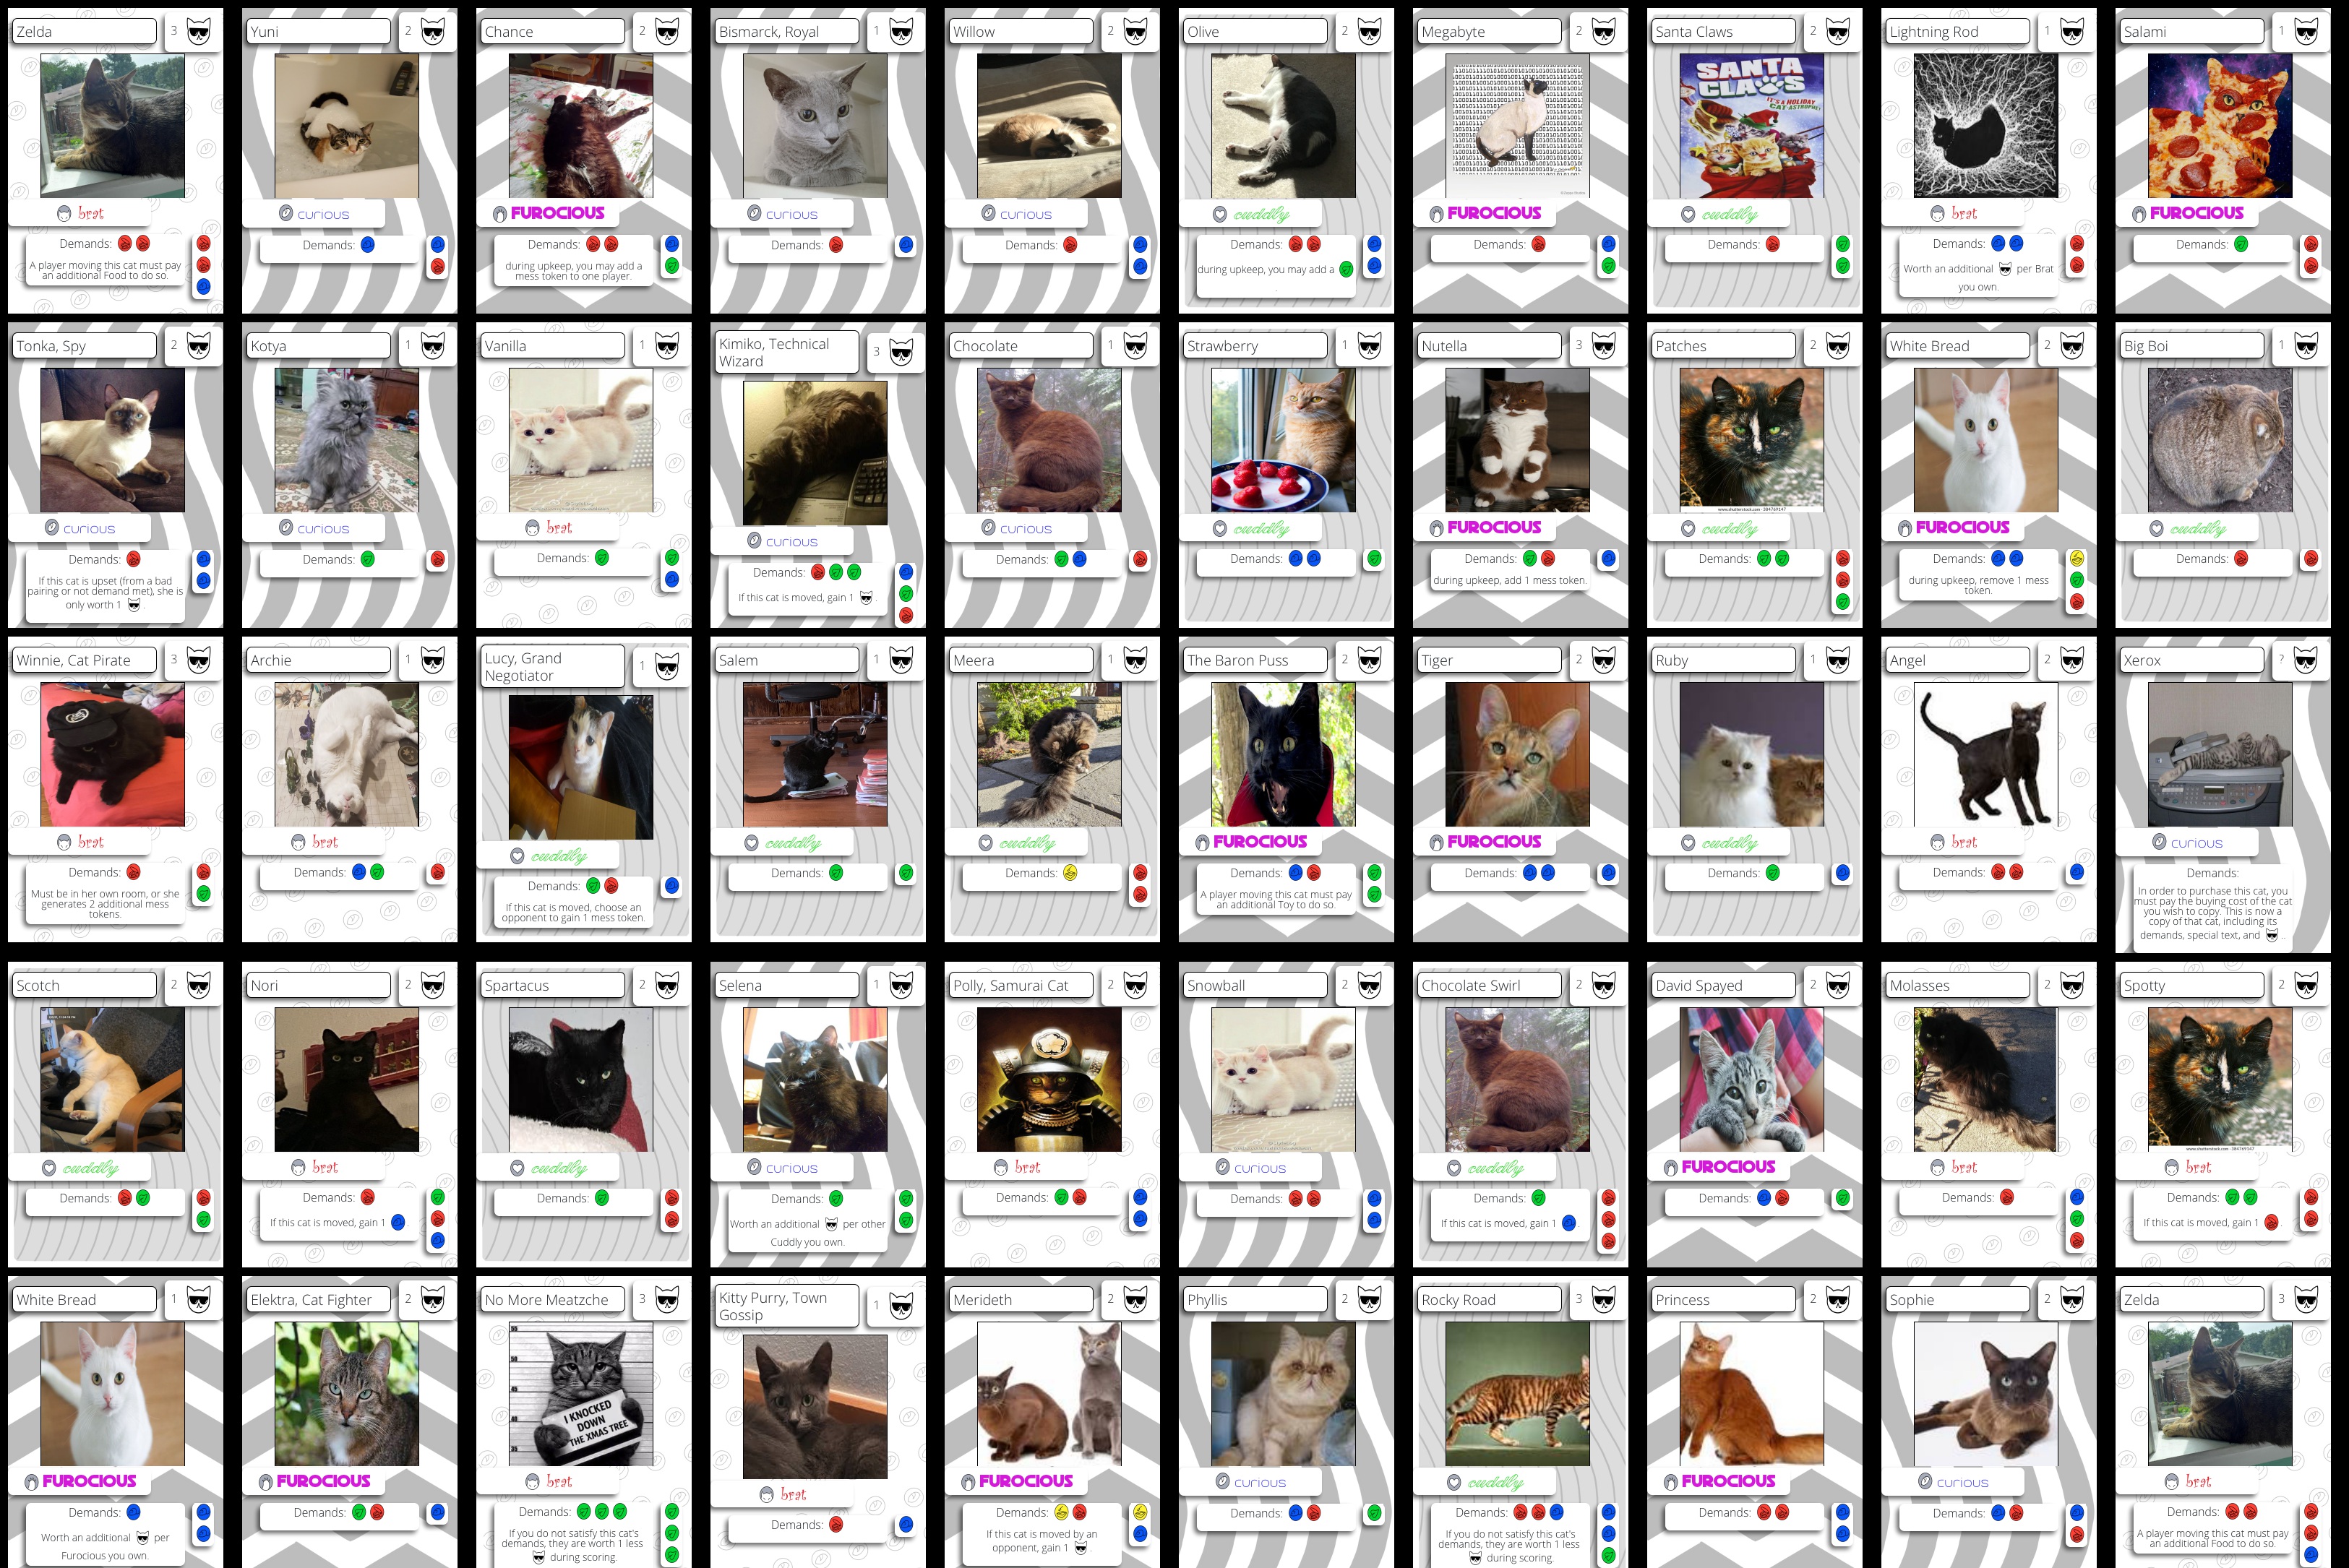 Zelda 3
brat
Demands:
A player moving this cat must pay
an additional Food to do so.
Yuni 2
curious
Demands:
Chance 2
FUROCIOUS
Demands:
during upkeep, you may add a
mess token to one player.
Bismarck, Royal 1
curious
Demands:
Willow 2
curious
Demands:
Olive 2
cuddly
Demands:
during upkeep, you may add a
.
Megabyte 2
FUROCIOUS
Demands:
Santa Claws 2
SANTA
CLAWS
IT'S A HOLIDAY
CAT-ASTROPHE!
cuddly
Demands:
Lightning Rod 1
brat
Demands:
Worth an additional per Brat
you own.
Salami 1
FUROCIOUS
Demands:
Tonka, Spy 2
curious
Demands:
If this cat is upset (from a bad
pairing or not demand met), she is
only worth 1 .
Kotya 1
curious
Demands:
Vanilla 1
brat
Demands:
Kimiko, Technical
Wizard 3
curious
Demands:
If this cat is moved, gain 1 .
Chocolate 1
curious
Demands:
Strawberry 1
cuddly
Demands:
Nutella 3
FUROCIOUS
Demands:
during upkeep, add 1 mess token.
Patches 2
cuddly
Demands:
White Bread 2
FUROCIOUS
Demands:
during upkeep, remove 1 mess
token.
Big Boi 1
cuddly
Demands:
Winnie, Cat Pirate 3
brat
Demands:
Must be in her own room, or she
generates 2 additional mess
tokens.
Archie 1
brat
Demands:
Lucy, Grand
Negotiator 1
cuddly
Demands:
If this cat is moved, choose an
opponent to gain 1 mess token.
Salem 1
cuddly
Demands:
Meera 1
cuddly
Demands:
The Baron Puss 2
FUROCIOUS
Demands:
A player moving this cat must pay
an additional Toy to do so.
Tiger 2
FUROCIOUS
Demands:
Ruby 1
cuddly
Demands:
Angel 2
brat
Demands:
Xerox ?
curious
Demands:
In order to purchase this cat, you
must pay the buying cost of the cat
you wish to copy. This is now a
copy of that cat, including its
demands, special text, and .
Scotch 2
cuddly
Demands:
Nori 2
brat
Demands:
If this cat is moved, gain 1 .
Spartacus 2
cuddly
Demands:
Selena 1
curious
Demands:
Worth an additional per other
Cuddly you own.
Polly, Samurai Cat 2
brat
Demands:
Snowball 2
curious
Demands:
Chocolate Swirl 2
cuddly
Demands:
If this cat is moved, gain 1
David Spayed 2
FUROCIOUS
Demands:
Molasses 2
brat
Demands:
Spotty 2
brat
Demands:
If this cat is moved, gain 1 .
White Bread 1
FUROCIOUS
Demands:
Worth an additional per
Furocious you own.
Elektra, Cat Fighter 2
FUROCIOUS
Demands:
No More Meatzche 3
I KNOCKED
DOWN
THE XMAS TREE
brat
Demands:
If you do not satisfy this cat's
demands, they are worth 1 less
during scoring.
Kitty Purry, Town
Gossip 1
brat
Demands:
Merideth 2
FUROCIOUS
Demands:
If this cat is moved by an
opponent, gain 1 .
Phyllis 2
curious
Demands:
Rocky Road 3
cuddly
Demands:
If you do not satisfy this cat's
demands, they are worth 1 less
during scoring.
Princess 2
FUROCIOUS
Demands:
Sophie 2
curious
Demands:
Zelda 3
brat
Demands:
A player moving this cat must pay
an additional Food to do so.